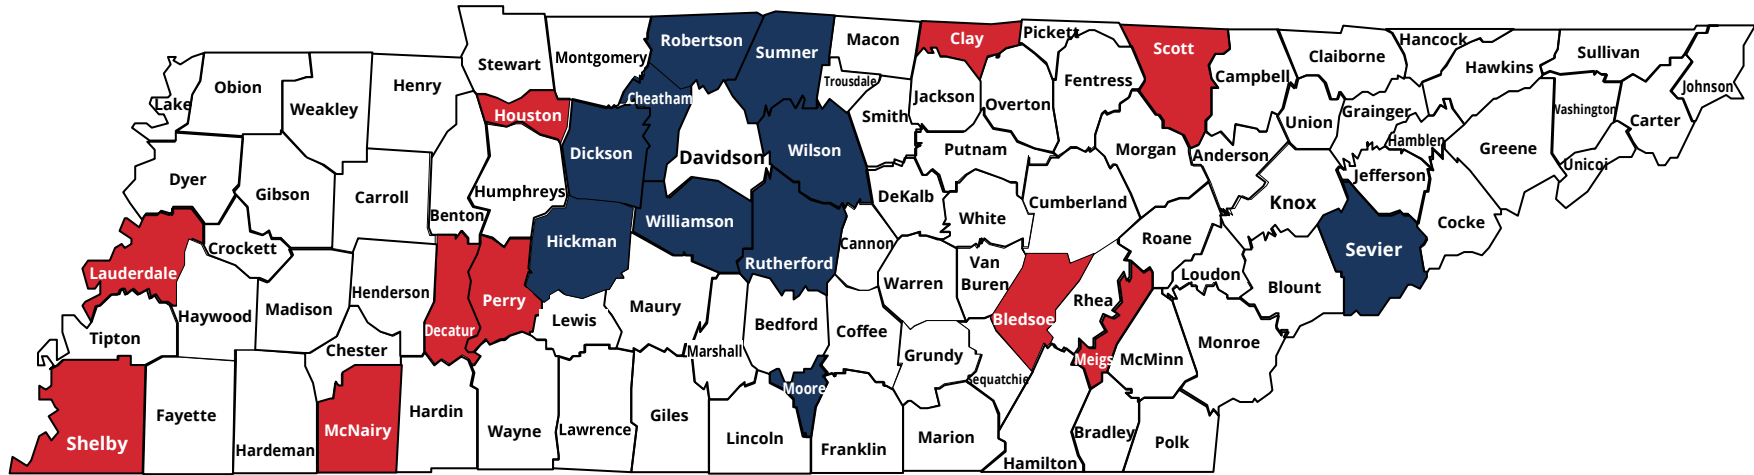 Lake
Obion
Weakley
Henry
Stewart
Montgomery
Robertson
Sumner
Macon
Trousdale
Clay
Pickett
Scott
Campbell
Claiborne
Hancock
Hawkins
Sullivan
Johnson
Dyer
Gibson
Carroll
Benton
Houston
Humphreys
Dickson
Cheatham
Davidson
Wilson
Smith
Jackson
Overton
Fentress
Putnam
Morgan
Anderson
Union
Grainger
Hamblen
Greene
Washington
Unicoi
Carter
Lauderdale
Crockett
Haywood
Madison
Henderson
Decatur
Perry
Hickman
Williamson
Rutherford
Cannon
DeKalb
White
Cumberland
Roane
Knox
Jefferson
Sevier
Cocke
Tipton
Chester
Lewis
Maury
Marshall
Bedford
Coffee
Warren
Van
Buren
Bledsoe
Rhea
Meigs
Loudon
Blount
Monroe
McMinn
Grundy
Sequatchie
Moore
Shelby
Fayette
Hardeman
McNairy
Hardin
Wayne
Lawrence
Giles
Lincoln
Franklin
Marion
Hamilton
Bradley
Polk